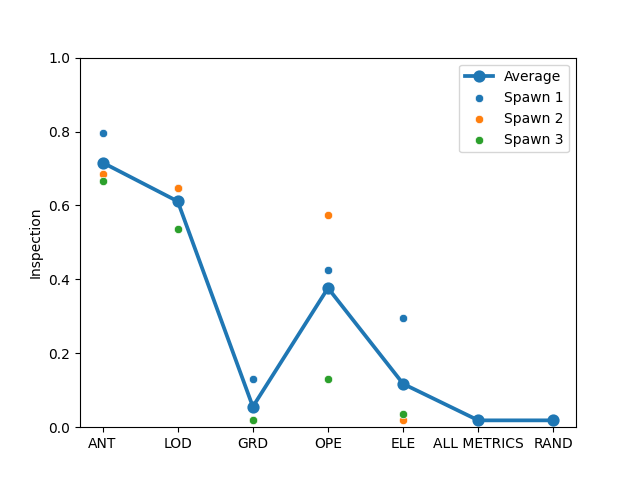 1.0
0.8
0.6
0.4
0.2
0.0
Inspection
Average
Spawn 1
Spawn 2
Spawn 3
ANT LOD GRD OPE ELE ALL METRICS RAND